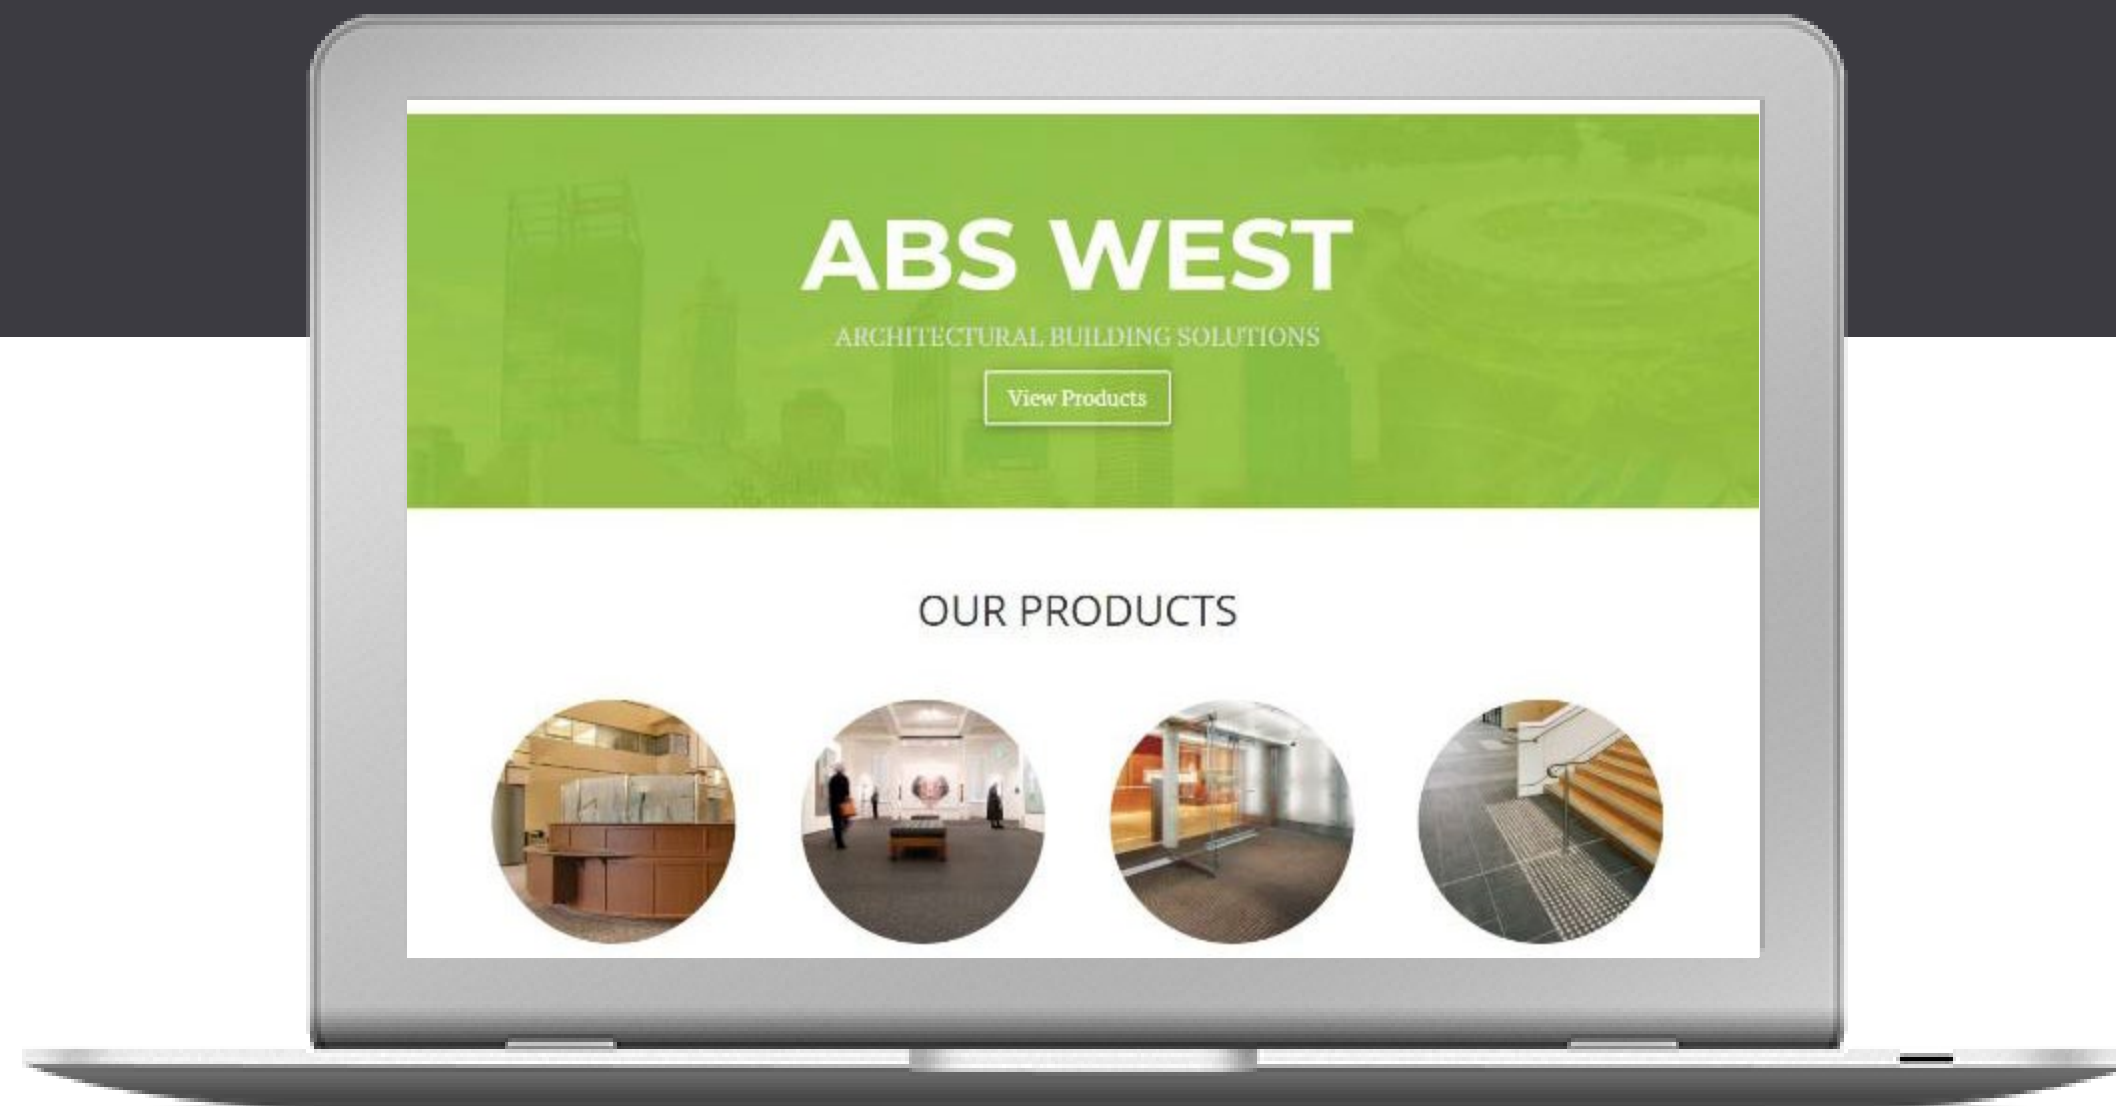 ABS WEST
ARCHITECTURAL BUILDING SOLUTIONS
View Products
OUR PRODUCTS